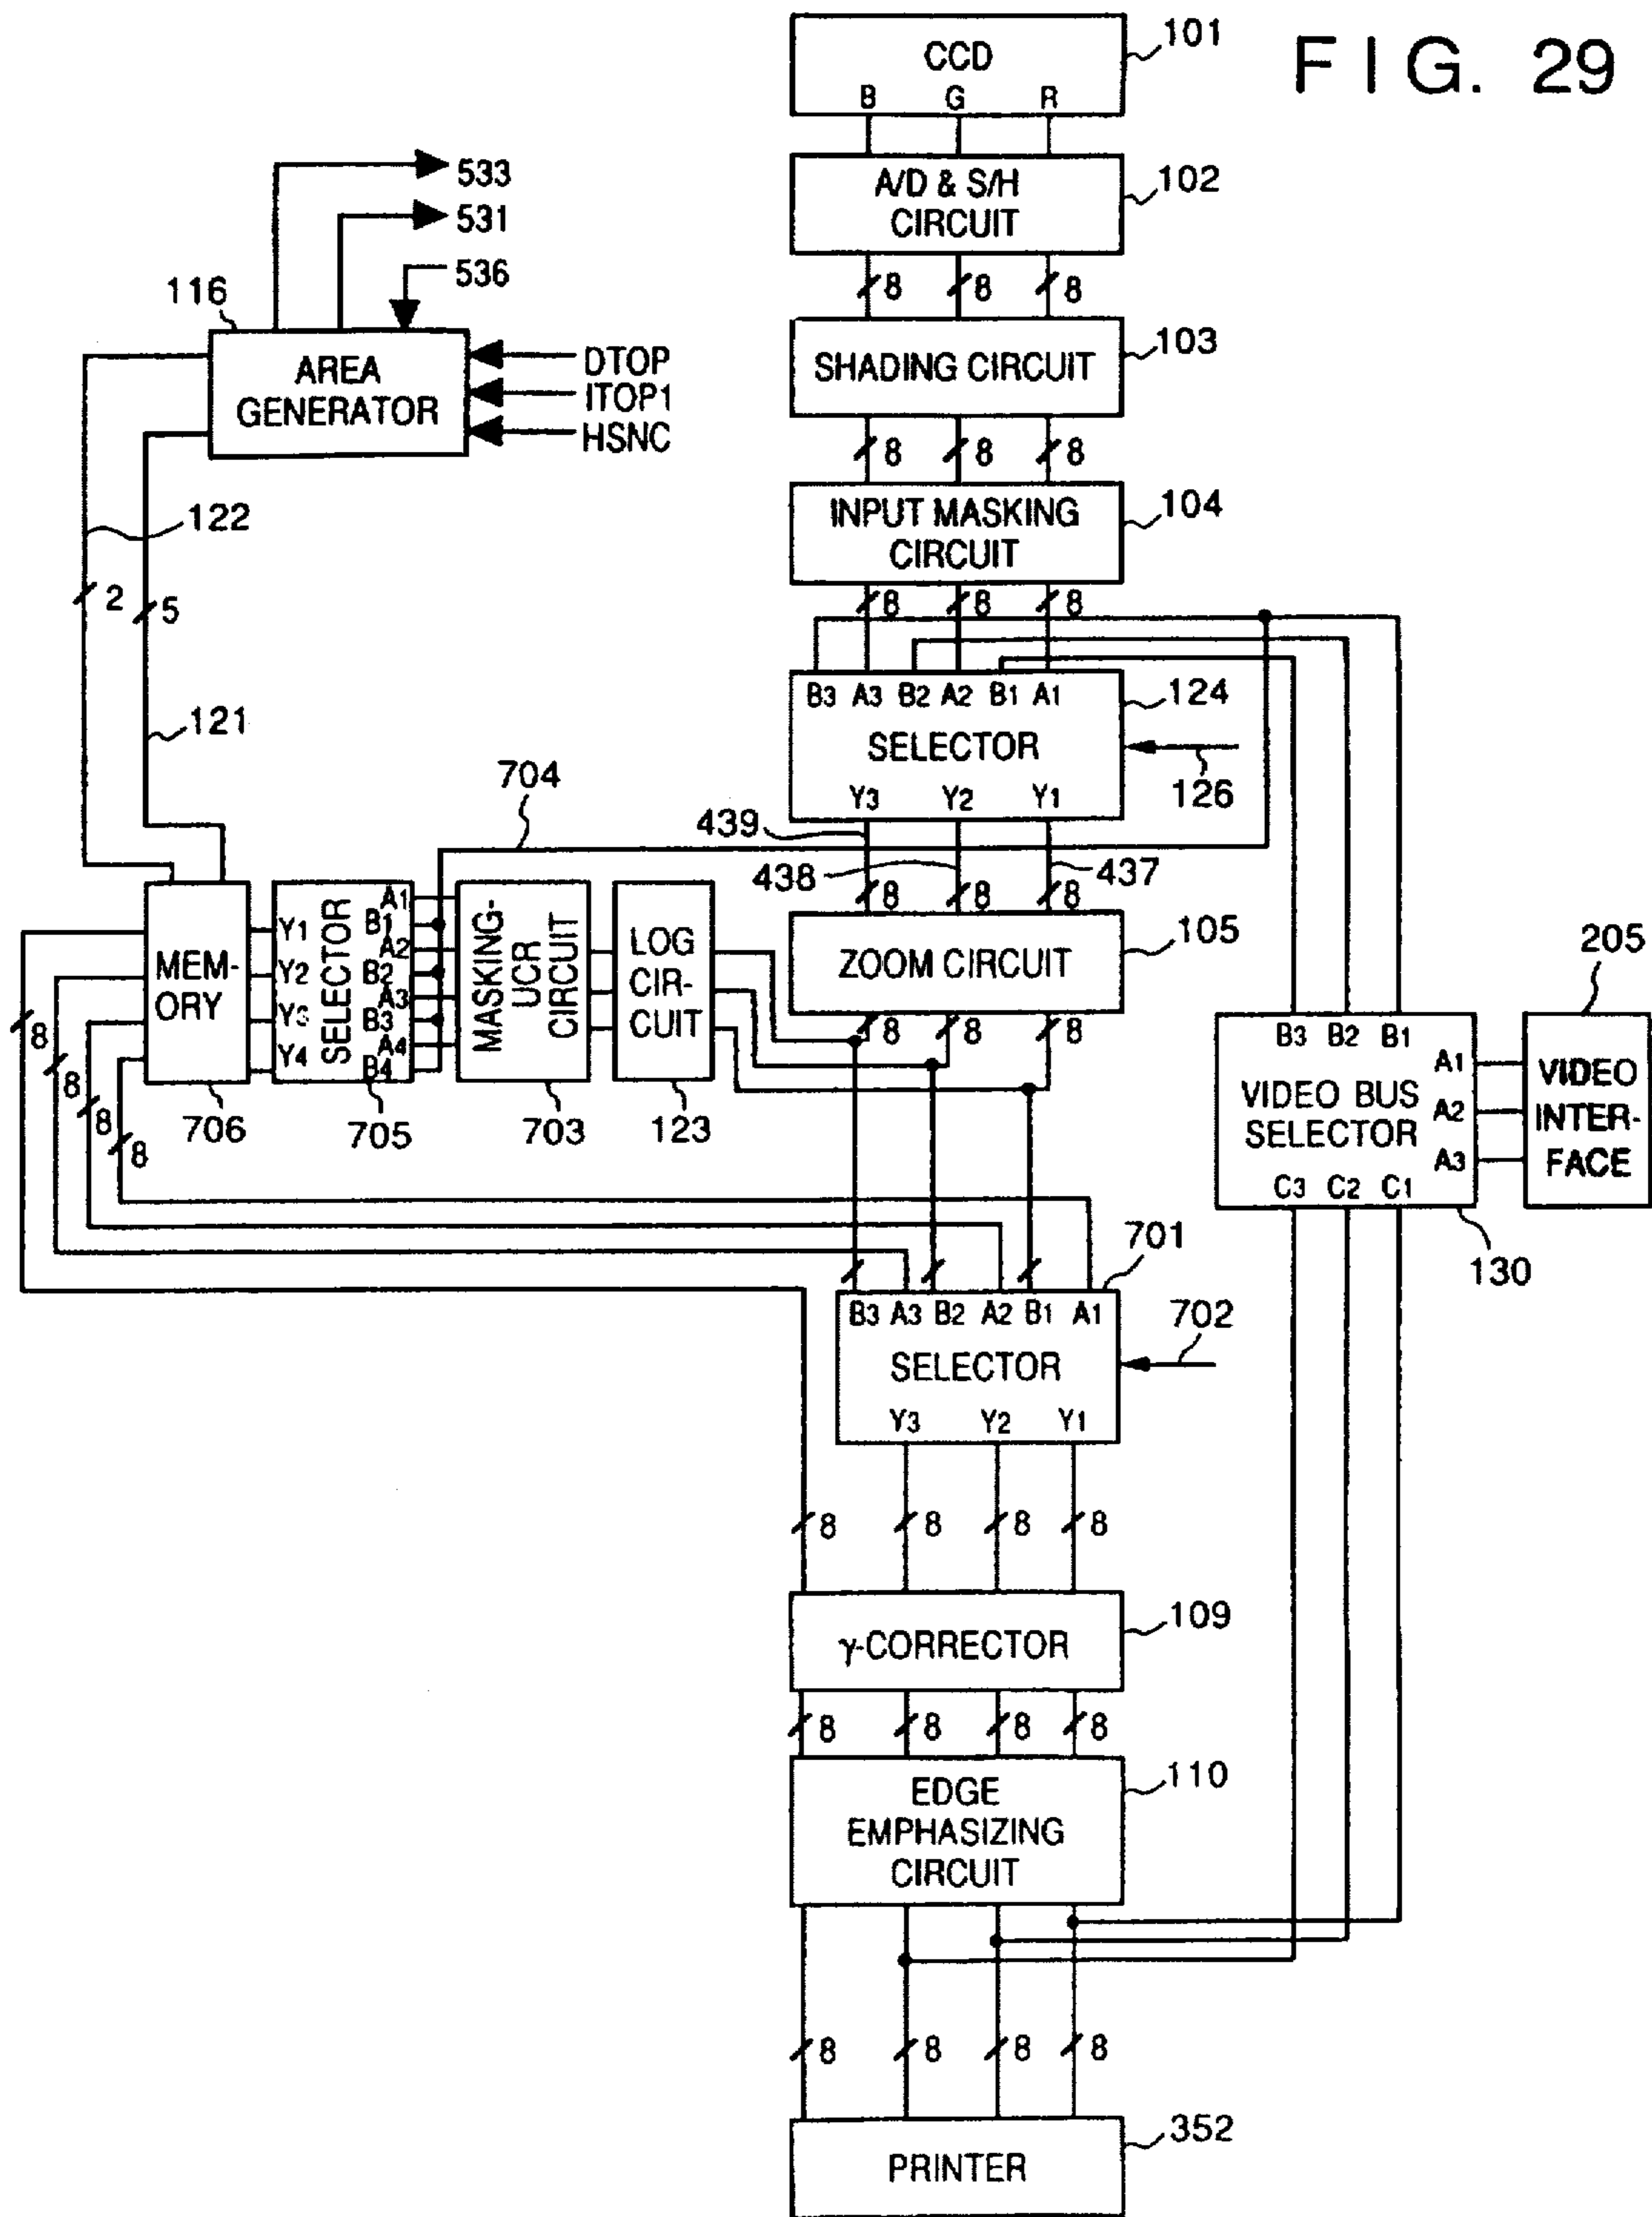 FIG. 29
CCD
B G R
101
A/D & S/H
CIRCUIT
102
8 8 8
SHADING CIRCUIT
103
8 8 8
INPUT MASKING
CIRCUIT
104
8 8 8
533
531
536
116
AREA
GENERATOR
DTOP
ITOP1
HSNC
122
2
5
121
B3 A3 B2 A2 B1 A1
SELECTOR
Y3 Y2 Y1
124
126
704
439
438
437
8 8 8
ZOOM CIRCUIT
105
8 8 8
MEM-
ORY
706
Y1
Y2
Y3
Y4
SELECTOR
A1
B1
A2
B2
A3
B3
A4
B4
705
MASKING-
UCR
CIRCUIT
703
LOG
CIR-
CUIT
123
8
8
8
8
B3 B2 B1
VIDEO BUS
SELECTOR
A1
A2
A3
C3 C2 C1
130
205
VIDEO
INTER-
FACE
701
B3 A3 B2 A2 B1 A1
SELECTOR
Y3 Y2 Y1
702
8 8 8 8
γ-CORRECTOR
109
8 8 8 8
EDGE
EMPHASIZING
CIRCUIT
110
8 8 8 8
PRINTER
352